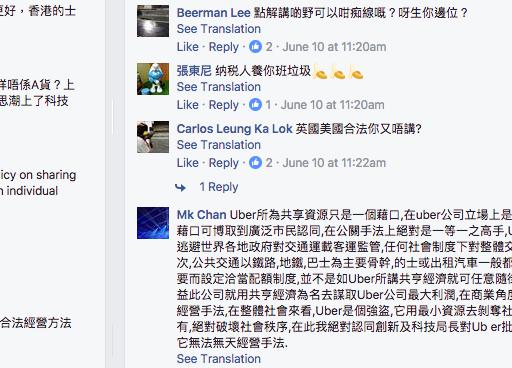 更好，香港的士
羊唔係A貨？上
思潮上了科技
icy on sharing
n individual
合法經營方法
Beerman Lee 點解講啲野可以咁痴線嘅？呀生你邊位？
See Translation
Like · Reply · 2 · June 10 at 11:20am
張東尼 纳税人養你班垃圾
See Translation
Like · Reply · 1 · June 10 at 11:20am
Carlos Leung Ka Lok 英國美國合法你又唔講?
See Translation
Like · Reply · 2 · June 10 at 11:22am
1 Reply
Mk Chan Uber所為共享資源只是一個藉口,在uber公司立場上是
藉口可博取到廣泛市民認同,在公關手法上絕對是一等一之高手,U
逃避世界各地政府對交通運載客運監管,任何社會制度下對整體交
次,公共交通以鐵路,地鐵,巴士為主要骨幹,的士或出租汽車一般都
要而設定洽當配額制度,並不是如Uber所講共亨經濟就可任意隨
益此公司就用共亨經濟為名去謀取Uber公司最大利潤,在商業角
經營手法,在整體社會來看,Uber是個強盜,它用最小資源去剝奪社
有,絕對破壞社會秩序,在此我絕對認同創新及科技局長對Ub er批
它無法無天經營手法.
See Translation